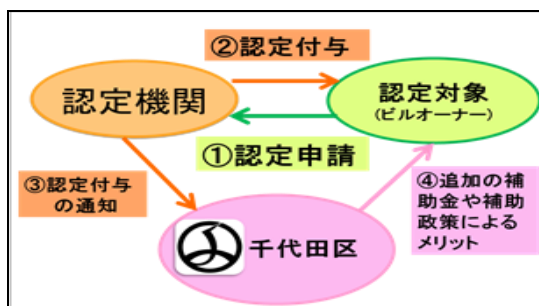 ②認定付与
認定機関
認定対象
(ビルオーナー)
①認定申請
③認定付与
の通知
④追加の補
助金や補助
政策による
メリット
千代田区